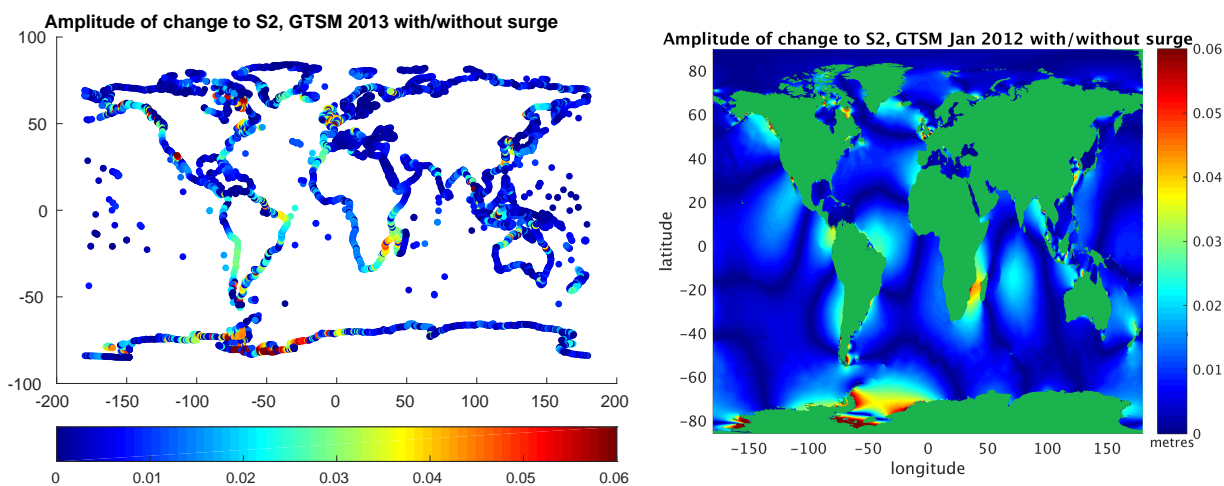 Amplitude of change to S2, GTSM 2013 with/without surge
100
50
0
-50
-100
-200 -150 -100 -50 0 50 100 150 200
0 0.01 0.02 0.03 0.04 0.05 0.06
Amplitude of change to S2, GTSM Jan 2012 with/without surge
latitude
80
60
40
20
0
−20
−40
−60
−80
−150 −100 −50 0 50 100 150
longitude
0.06
0.05
0.04
0.03
0.02
0.01
0
metres